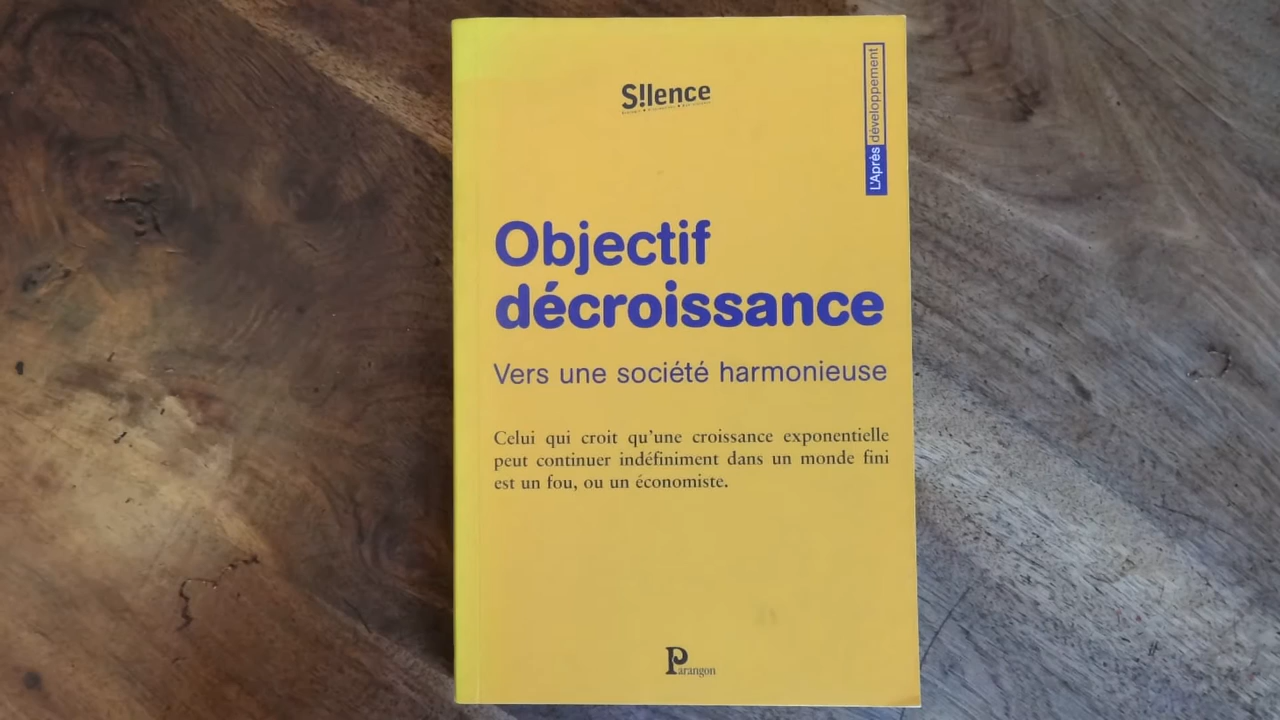 S!lence
L'Après développement
Objectif
décroissance
Vers une société harmonieuse
Celui qui croit qu'une croissance exponentielle
peut continuer indéfiniment dans un monde fini
est un fou, ou un économiste.
Parangon